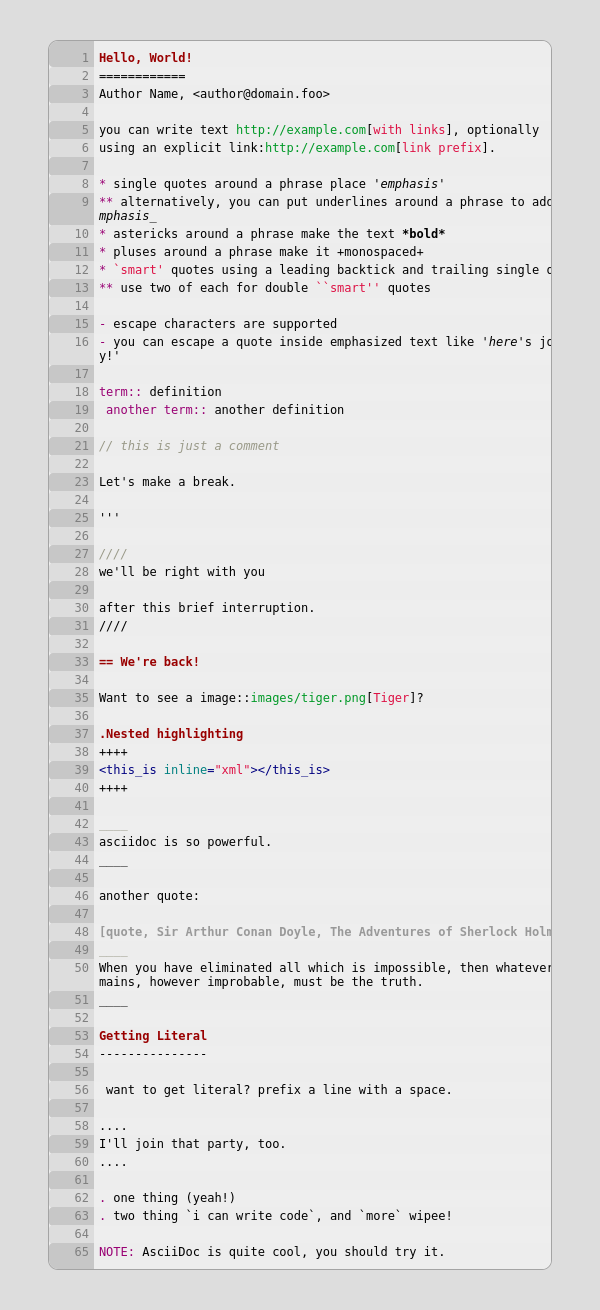 1 Hello, World!
2 ============
3 Author Name, <author@domain.foo>
4
5 you can write text http://example.com[with links], optionally
6 using an explicit link:http://example.com[link prefix].
7
8 * single quotes around a phrase place 'emphasis'
9 ** alternatively, you can put underlines around a phrase to add
mphasis_
10 * astericks around a phrase make the text *bold*
11 * pluses around a phrase make it +monospaced+
12 * `smart' quotes using a leading backtick and trailing single
13 ** use two of each for double ``smart'' quotes
14
15 - escape characters are supported
16 - you can escape a quote inside emphasized text like 'here's jo
y!'
17
18 term:: definition
19  another term:: another definition
20
21 // this is just a comment
22
23 Let's make a break.
24
25 '''
26
27 ////
28 we'll be right with you
29
30 after this brief interruption.
31 ////
32
33 == We're back!
34
35 Want to see a image::images/tiger.png[Tiger]?
36
37 .Nested highlighting
38 ++++
39 <this_is inline="xml"></this_is>
40 ++++
41
42 ____
43 asciidoc is so powerful.
44 ____
45
46 another quote:
47
48 [quote, Sir Arthur Conan Doyle, The Adventures of Sherlock Holm
49 ____
50 When you have eliminated all which is impossible, then whatever
mains, however improbable, must be the truth.
51 ____
52
53 Getting Literal
54 ---------------
55
56  want to get literal? prefix a line with a space.
57
58 ....
59 I'll join that party, too.
60 ....
61
62 . one thing (yeah!)
63 . two thing `i can write code`, and `more` wipee!
64
65 NOTE: AsciiDoc is quite cool, you should try it.